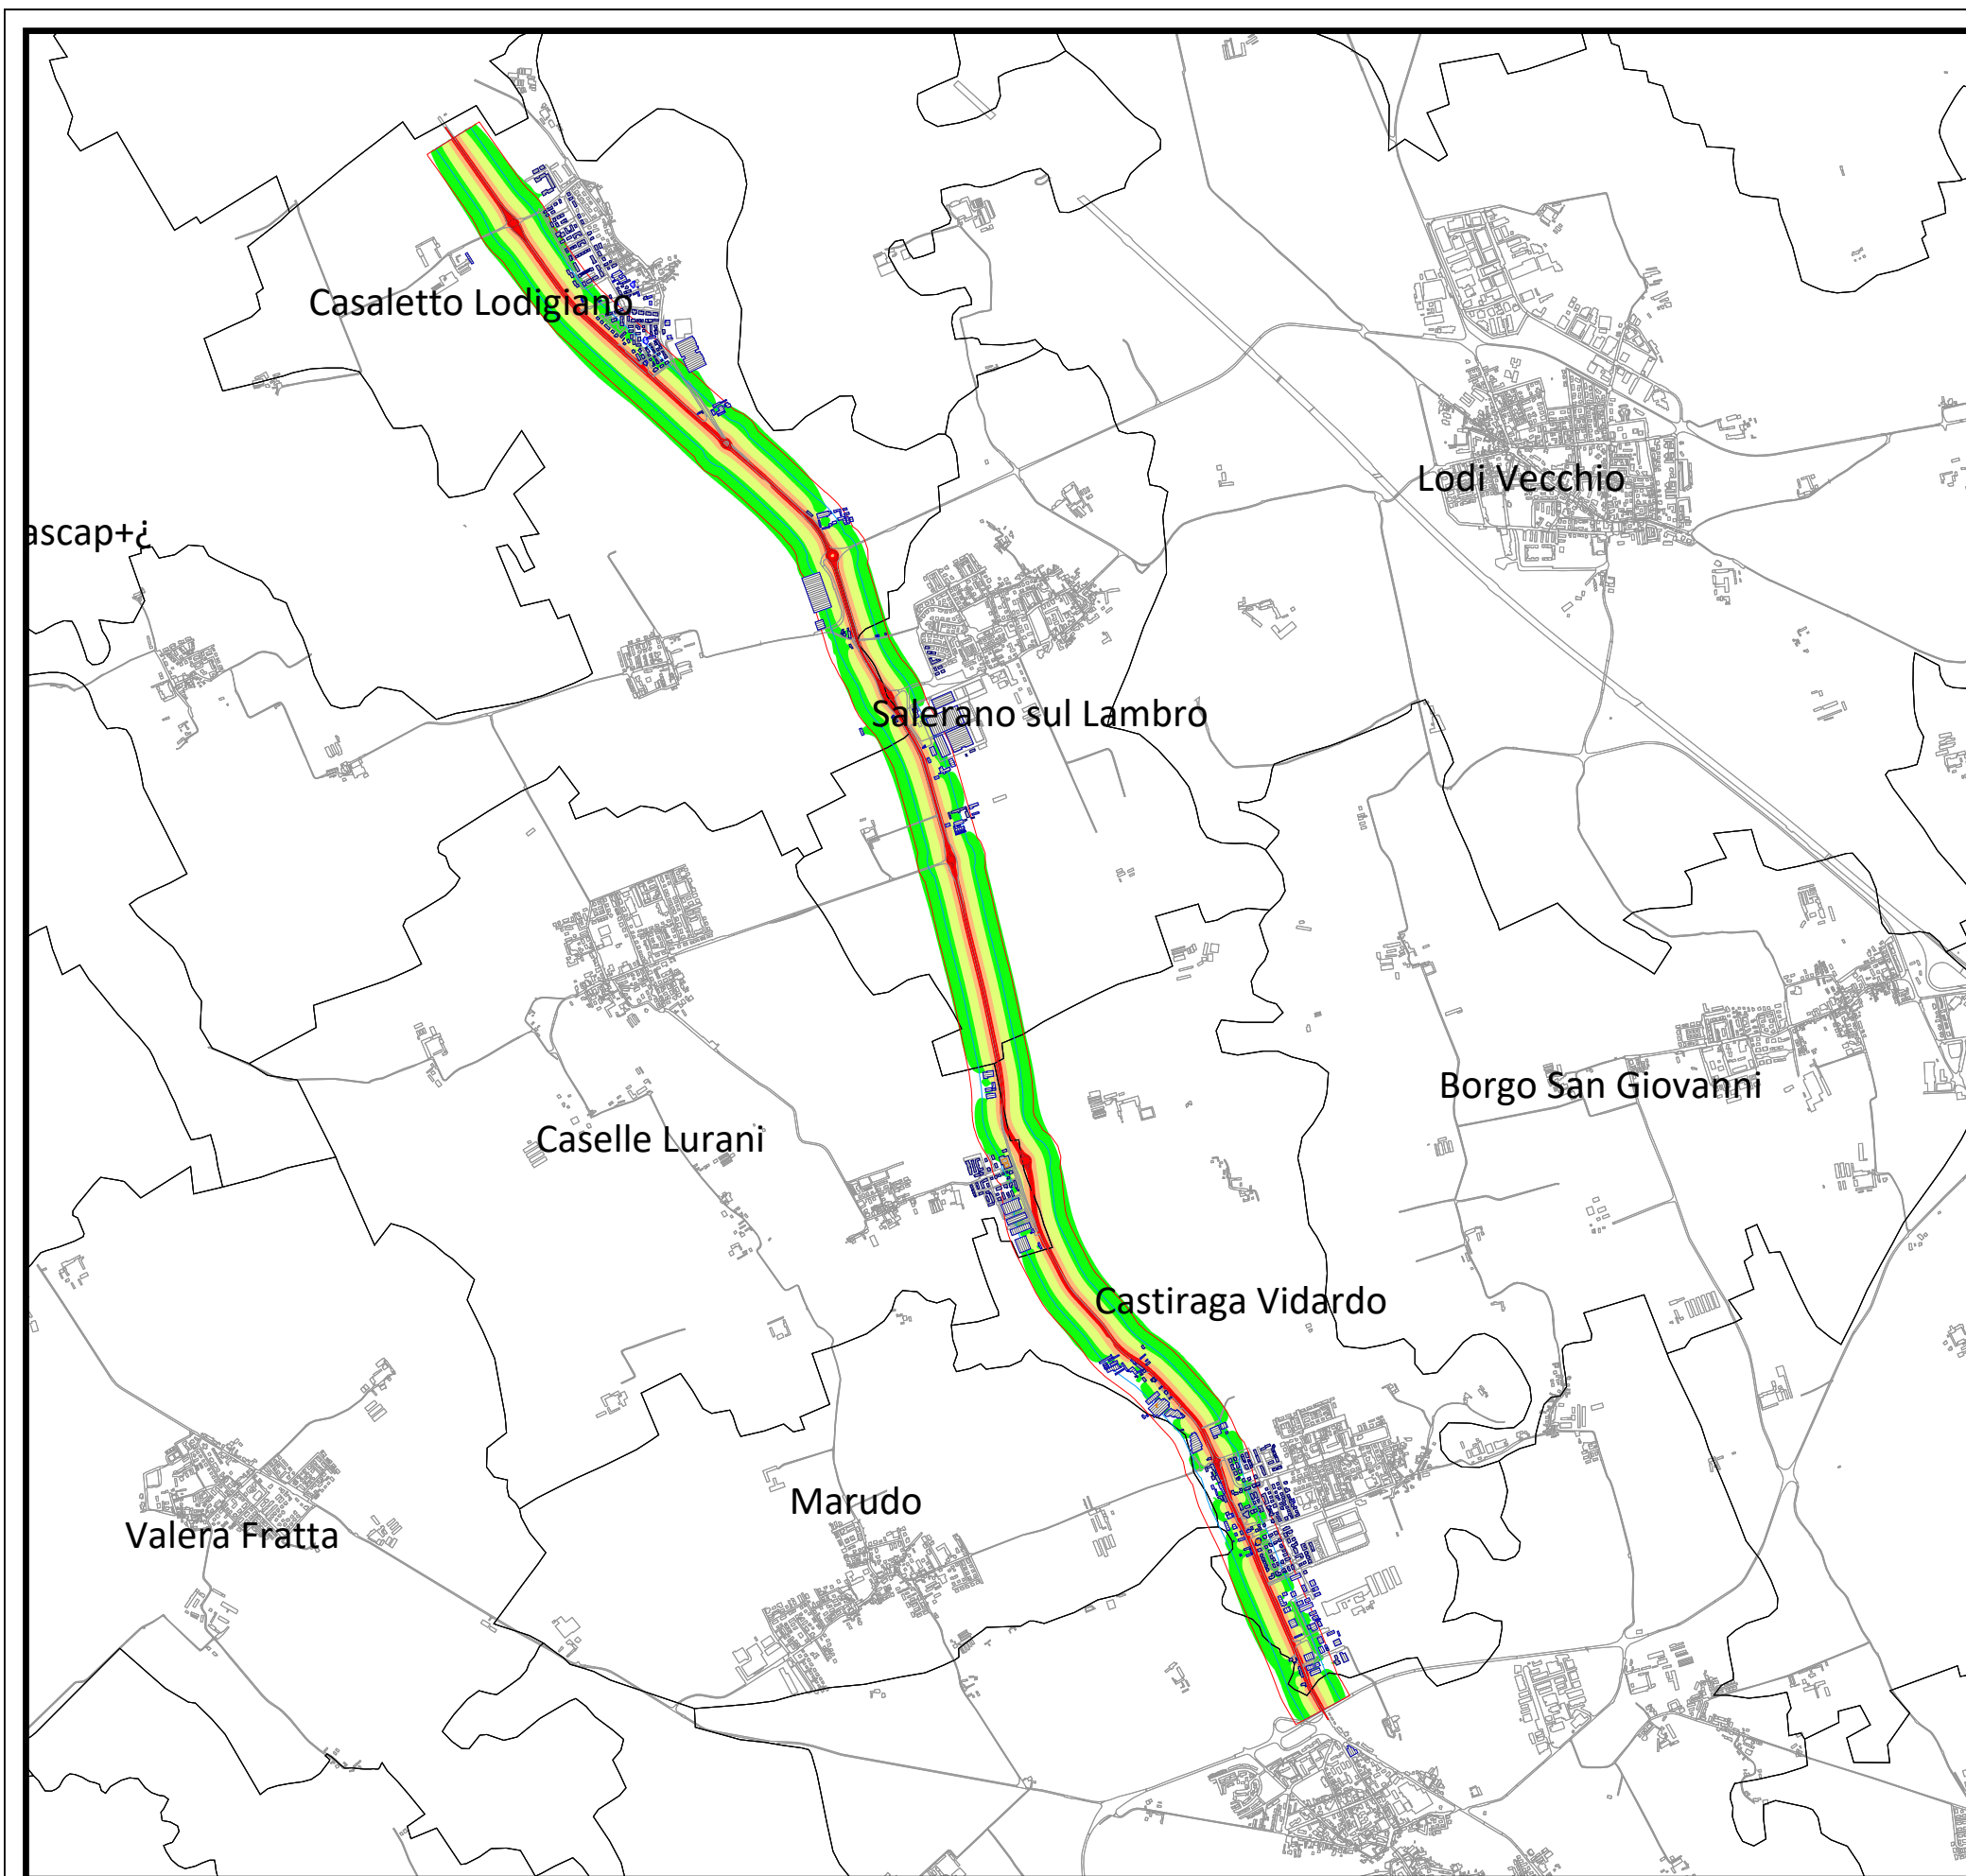 Casaletto Lodigiano
Lodi Vecchio
ascap+¿
Salerano sul Lambro
Borgo San Giovanni
Caselle Lurani
Castiraga Vidardo
Marudo
Valera Fratta